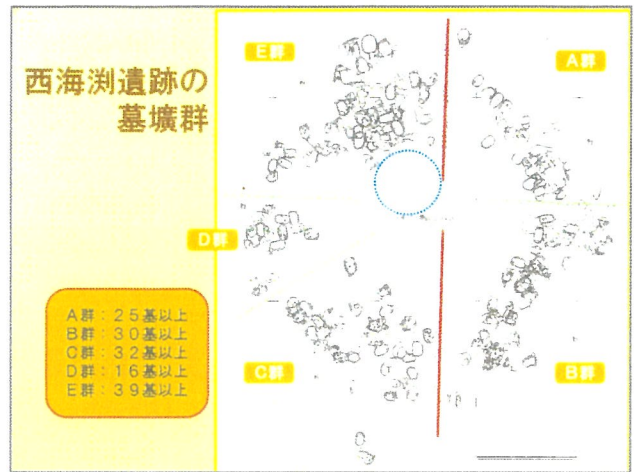 西海渕遺跡の
墓壙群
E群
A群
D群
C群
B群
A群：25基以上
B群：30基以上
C群：32基以上
D群：16基以上
E群：39基以上